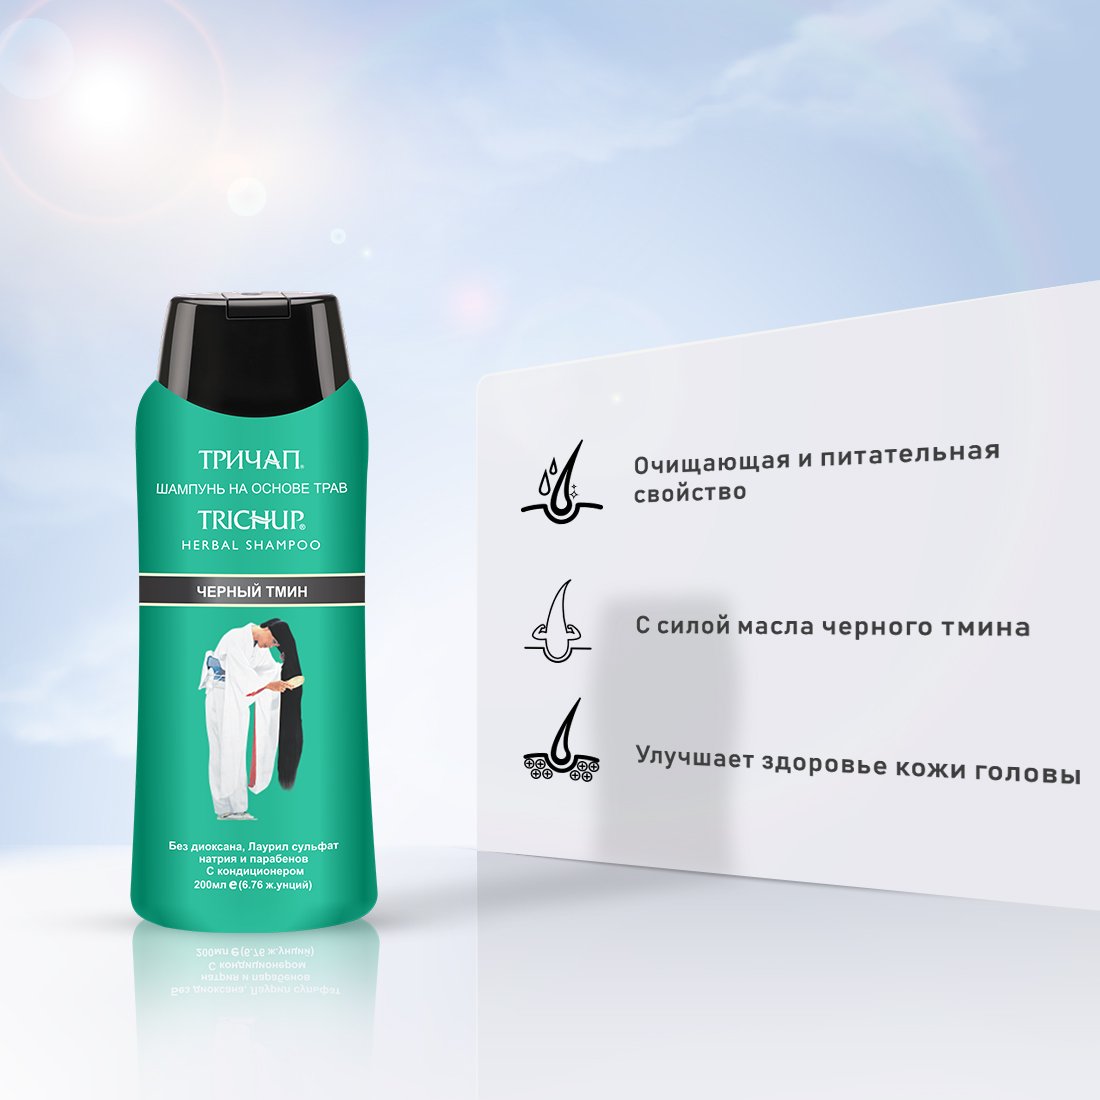 ТРИЧАП®
ШАМПУНЬ НА ОСНОВЕ ТРАВ
TRICHUP®
HERBAL SHAMPOO
ЧЕРНЫЙ ТМИН
Без диоксана, Лаурил сульфат
натрия и парабенов
С кондиционером
200мл e (6.76 ж.унций)
Очищающая и питательная
свойство
С силой масла черного тмина
Улучшает здоровье кожи головы